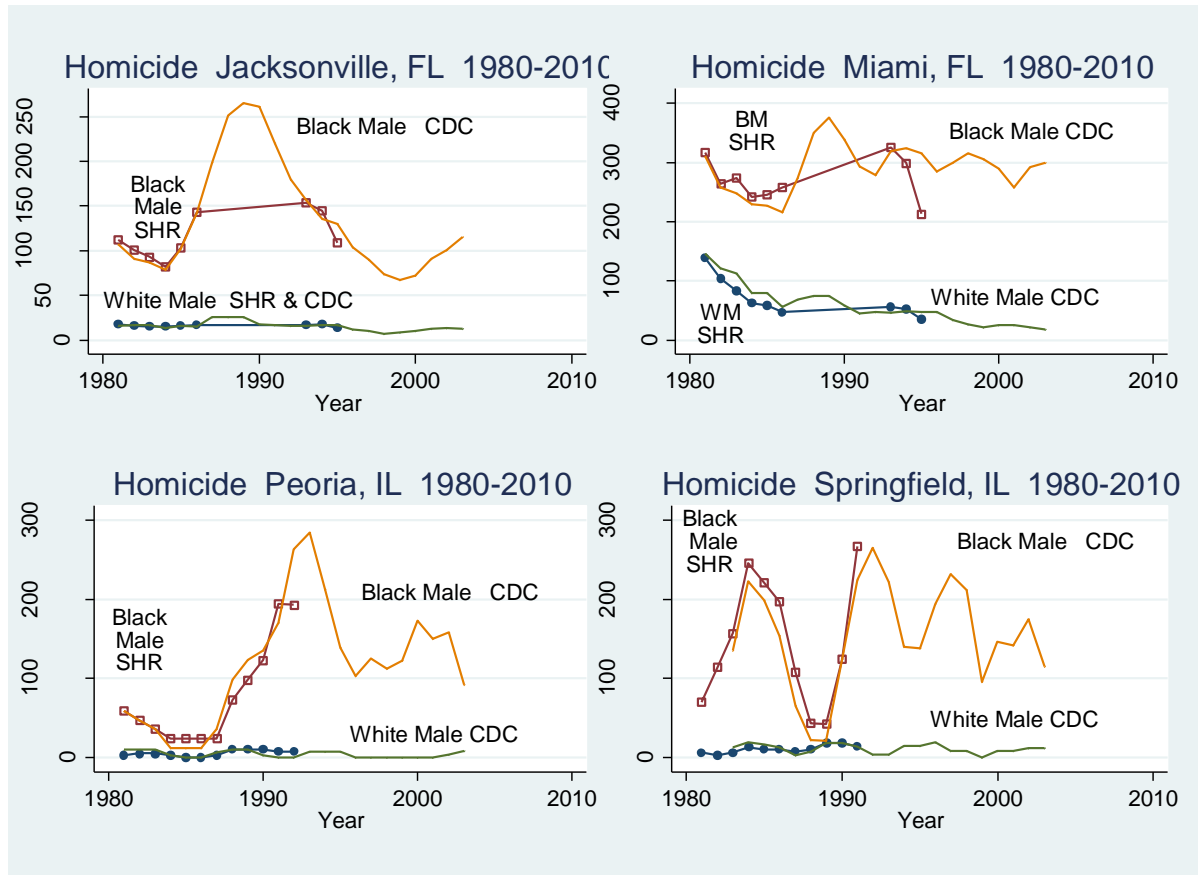 Homicide Jacksonville, FL 1980-2010
250
200
150
100
50
0
Black Male CDC
Black
Male
SHR
White Male SHR & CDC
1980
1990
2000
2010
Year
Homicide Miami, FL 1980-2010
400
300
200
100
0
BM
SHR
Black Male CDC
White Male CDC
WM
SHR
1980
1990
2000
2010
Year
Homicide Peoria, IL 1980-2010
300
200
100
0
Black Male CDC
Black
Male
SHR
White Male CDC
1980
1990
2000
2010
Year
Homicide Springfield, IL 1980-2010
300
200
100
0
Black
Male
SHR
Black Male CDC
White Male CDC
1980
1990
2000
2010
Year